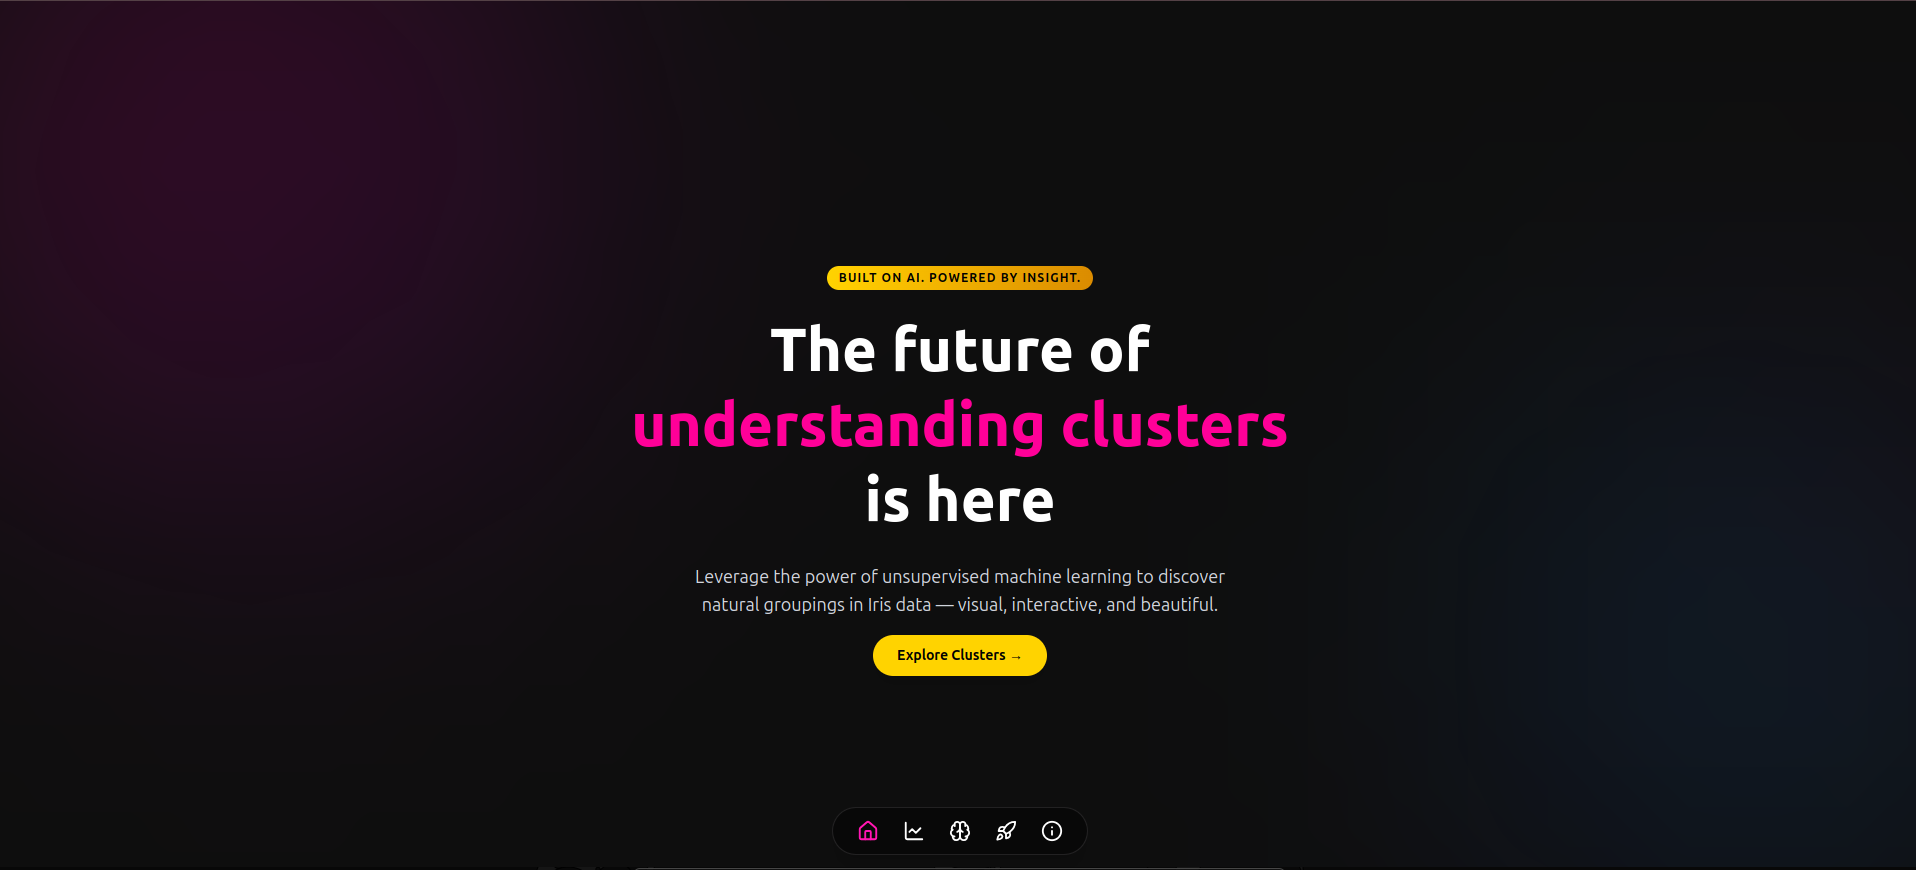 BUILT ON AI. POWERED BY INSIGHT.
The future of
understanding clusters
is here
Leverage the power of unsupervised machine learning to discover
natural groupings in Iris data — visual, interactive, and beautiful.
Explore Clusters →